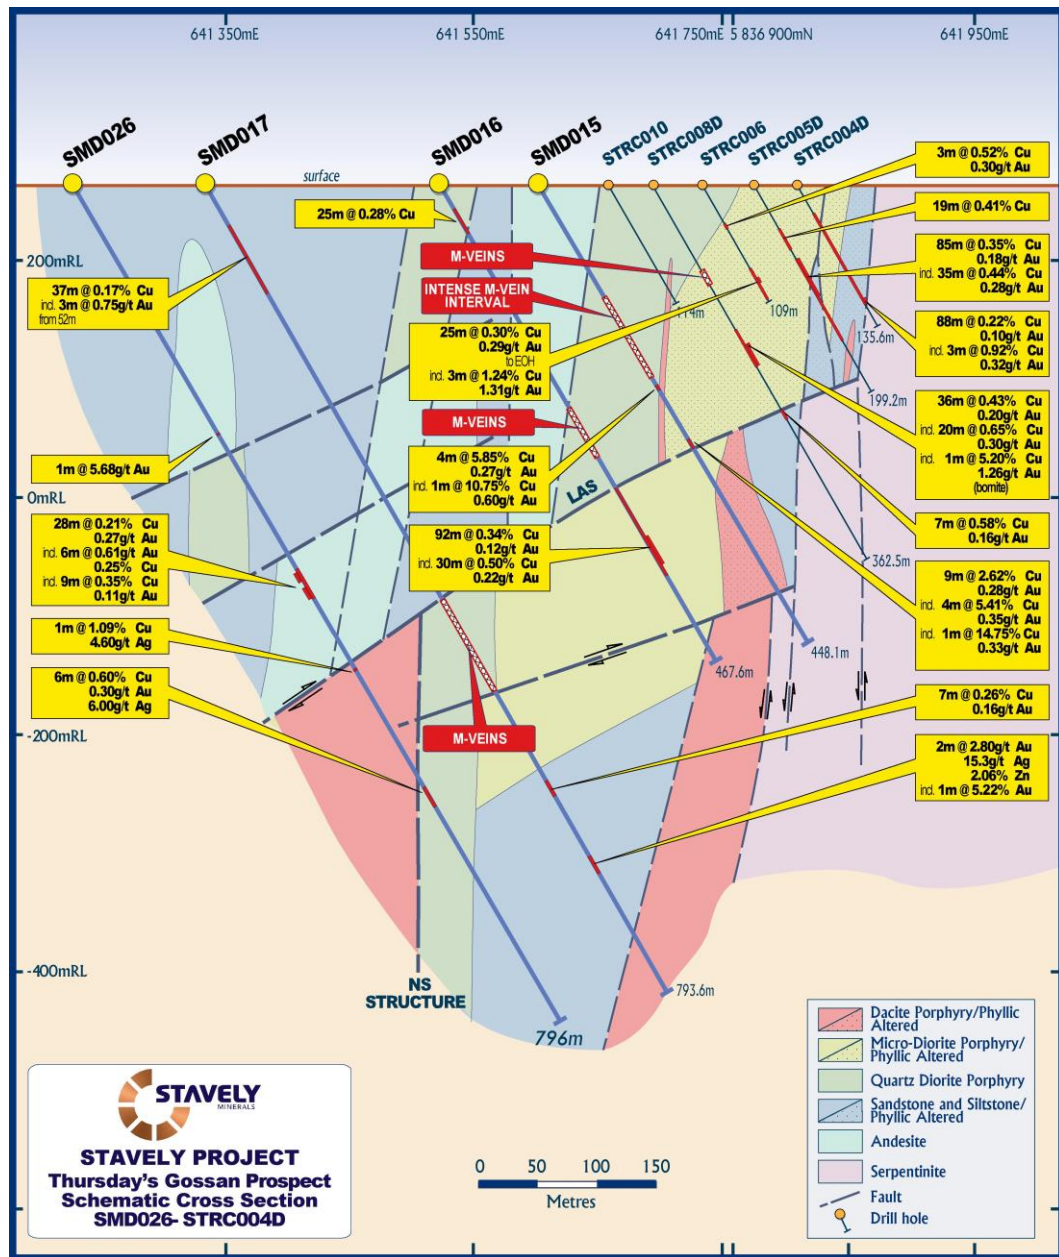 641 350mE
641 550mE
641 750mE
5 836 900mN
641 950mE
SMD026
SMD017
SMD016
SMD015
STRC010
STRC008D
STRC006
STRC005D
STRC004D
surface
200mRL
0mRL
-200mRL
-400mRL
37m @ 0.17% Cu
incl. 3m @ 0.75g/t Au
from 52m
1m @ 5.68g/t Au
28m @ 0.21% Cu
0.27g/t Au
incl. 6m @ 0.61g/t Au
0.25% Cu
incl. 9m @ 0.35% Cu
0.11g/t Au
1m @ 1.09% Cu
4.60g/t Ag
6m @ 0.60% Cu
0.30g/t Au
6.00g/t Ag
25m @ 0.28% Cu
M-VEINS
INTENSE M-VEIN
INTERVAL
25m @ 0.30% Cu
0.29g/t Au
to EOH
incl. 3m @ 1.24% Cu
1.31g/t Au
M-VEINS
4m @ 5.85% Cu
0.27g/t Au
incl. 1m @ 10.75% Cu
0.60g/t Au
92m @ 0.34% Cu
0.12g/t Au
incl. 30m @ 0.50% Cu
0.22g/t Au
M-VEINS
LAS
3m @ 0.52% Cu
0.30g/t Au
19m @ 0.41% Cu
85m @ 0.35% Cu
0.18g/t Au
incl. 35m @ 0.44% Cu
0.28g/t Au
88m @ 0.22% Cu
0.10g/t Au
incl. 3m @ 0.92% Cu
0.32g/t Au
36m @ 0.43% Cu
0.20g/t Au
incl. 20m @ 0.65% Cu
0.30g/t Au
incl. 1m @ 5.20% Cu
1.26g/t Au
(bornite)
7m @ 0.58% Cu
0.16g/t Au
9m @ 2.62% Cu
0.28g/t Au
incl. 4m @ 5.41% Cu
0.35g/t Au
incl. 1m @ 14.75% Cu
0.33g/t Au
7m @ 0.26% Cu
0.16g/t Au
2m @ 2.80g/t Au
15.3g/t Ag
2.06% Zn
incl. 1m @ 5.22% Au
109m
135.6m
199.2m
362.5m
448.1m
467.6m
793.6m
796m
NS
STRUCTURE
STAVELY
MINERALS
STAVELY PROJECT
Thursday's Gossan Prospect
Schematic Cross Section
SMD026- STRC004D
0 50 100 150
Metres
Dacite Porphyry/Phyllic
Altered
Micro-Diorite Porphyry/
Phyllic Altered
Quartz Diorite Porphyry
Sandstone and Siltstone/
Phyllic Altered
Andesite
Serpentinite
Fault
Drill hole